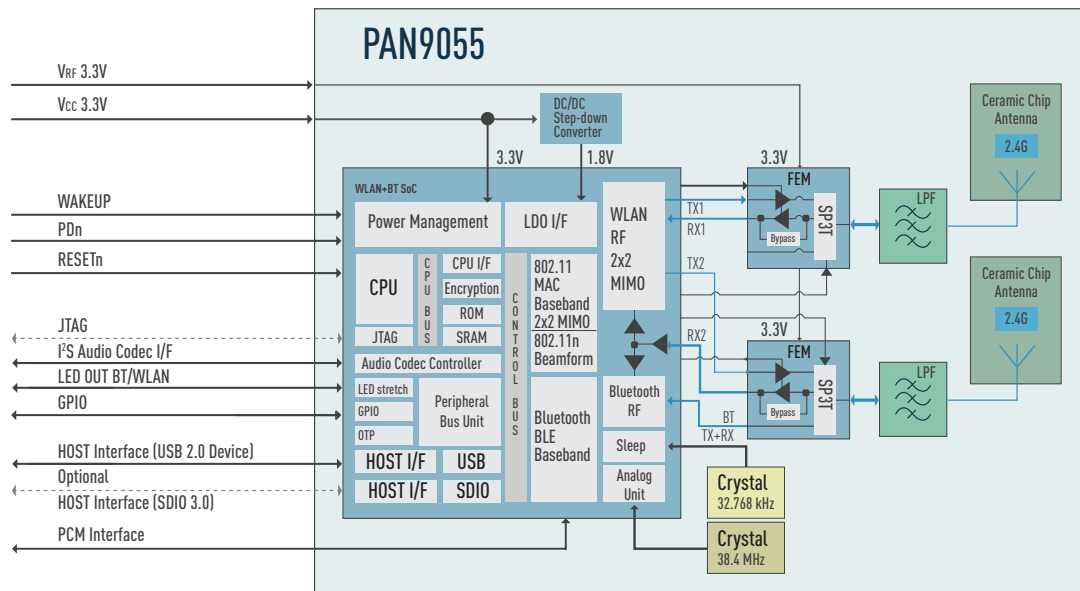 PAN9055
VRF 3.3V
VCC 3.3V
WAKEUP
PDn
RESETn
JTAG
I²S Audio Codec I/F
LED OUT BT/WLAN
GPIO
HOST Interface (USB 2.0 Device)
Optional
HOST Interface (SDIO 3.0)
PCM Interface
DC/DC
Step-down
Converter
3.3V
1.8V
WLAN+BT SoC
Power Management
LDO I/F
CPU
JTAG
CPU BUS
CPU I/F
Encryption
ROM
SRAM
CONTROL BUS
802.11
MAC
Baseband
2x2 MIMO
802.11n
Beamform
Audio Codec Controller
LED stretch
GPIO
OTP
Peripheral
Bus Unit
HOST I/F
USB
HOST I/F
SDIO
Bluetooth
BLE
Baseband
WLAN
RF
2x2
MIMO
Bluetooth
RF
Sleep
Analog
Unit
TX1
RX1
TX2
RX2
BT
TX+RX
3.3V
FEM
Bypass
SP3T
LPF
Ceramic Chip
Antenna
2.4G
3.3V
FEM
Bypass
SP3T
LPF
Ceramic Chip
Antenna
2.4G
Crystal
32.768 kHz
Crystal
38.4 MHz